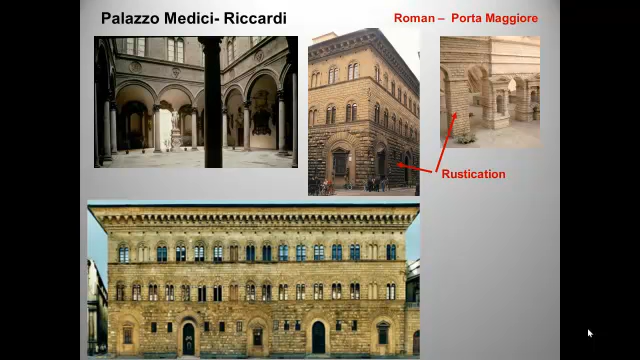 Palazzo Medici- Riccardi
Roman – Porta Maggiore
Rustication